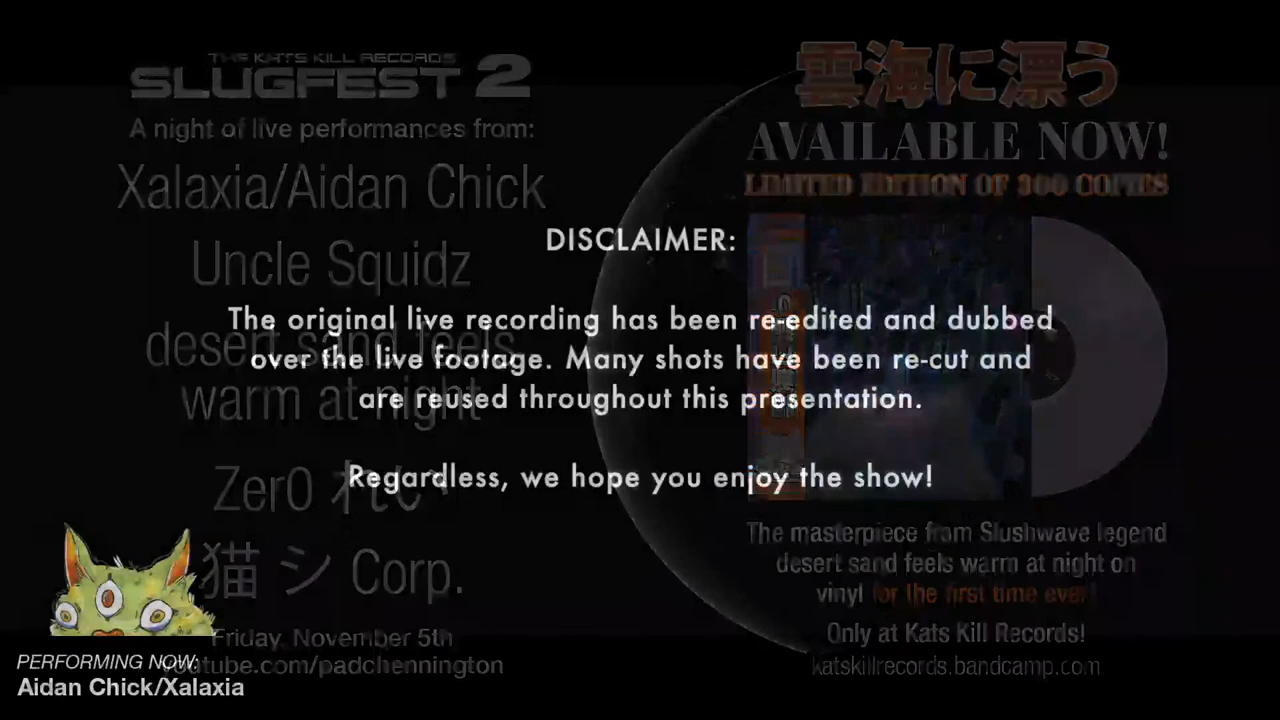 THE KATS KILL RECORDS
SLUGFEST 2
A night of live performances from:
Xalaxia/Aidan Chick
Uncle Squidz
desert sand feels
warm at night
Zer0 れい
猫 シ Corp.
Friday, November 5th
youtube.com/padchennington
雲海に漂う
AVAILABLE NOW!
LIMITED EDITION OF 300 COPIES
The masterpiece from Slushwave legend
desert sand feels warm at night on
vinyl for the first time ever!
Only at Kats Kill Records!
katskillrecords.bandcamp.com
DISCLAIMER:
The original live recording has been re-edited and dubbed
over the live footage. Many shots have been re-cut and
are reused throughout this presentation.
Regardless, we hope you enjoy the show!
PERFORMING NOW:
Aidan Chick/Xalaxia